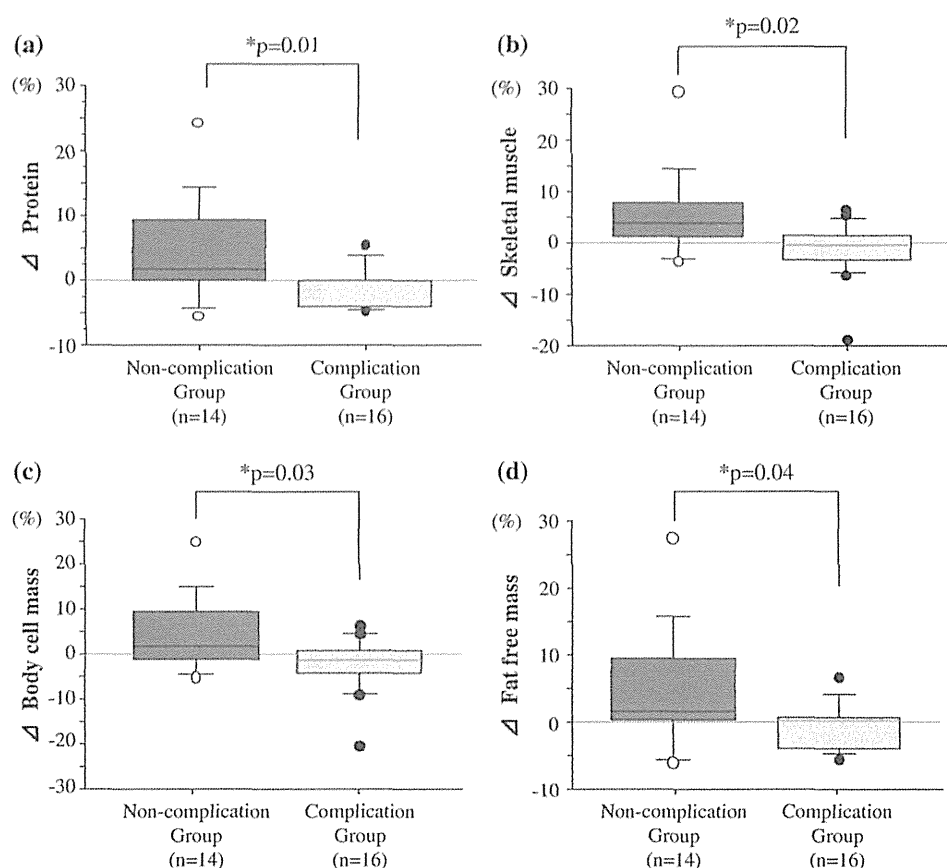 (a)
*p=0.01
(%)
30
20
10
0
-10
⊿ Protein
Non-complication
Group
(n=14)
Complication
Group
(n=16)
(b)
*p=0.02
(%)
30
20
10
0
-10
-20
⊿ Skeletal muscle
Non-complication
Group
(n=14)
Complication
Group
(n=16)
(c)
*p=0.03
(%)
30
20
10
0
-10
-20
-30
⊿ Body cell mass
Non-complication
Group
(n=14)
Complication
Group
(n=16)
(d)
*p=0.04
(%)
30
20
10
0
-10
⊿ Fat free mass
Non-complication
Group
(n=14)
Complication
Group
(n=16)